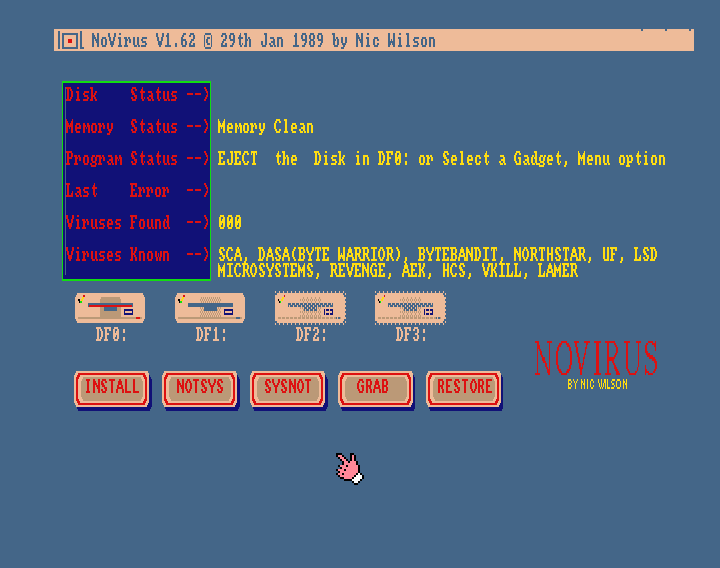 NoVirus V1.62 © 29th Jan 1989 by Nic Wilson
Disk Status -->
Memory Status --> Memory Clean
Program Status --> EJECT the Disk in DF0: or Select a Gadget, Menu option
Last Error -->
Viruses Found --> 000
Viruses Known --> SCA, DASA(BYTE WARRIOR), BYTEBANDIT, NORTHSTAR, UF, LSD
MICROSYSTEMS, REVENGE, AEK, HCS, VKILL, LAMER
DF0: DF1: DF2: DF3:
NOVIRUS
BY NIC WILSON
INSTALL NOTSYS SYSNOT GRAB RESTORE